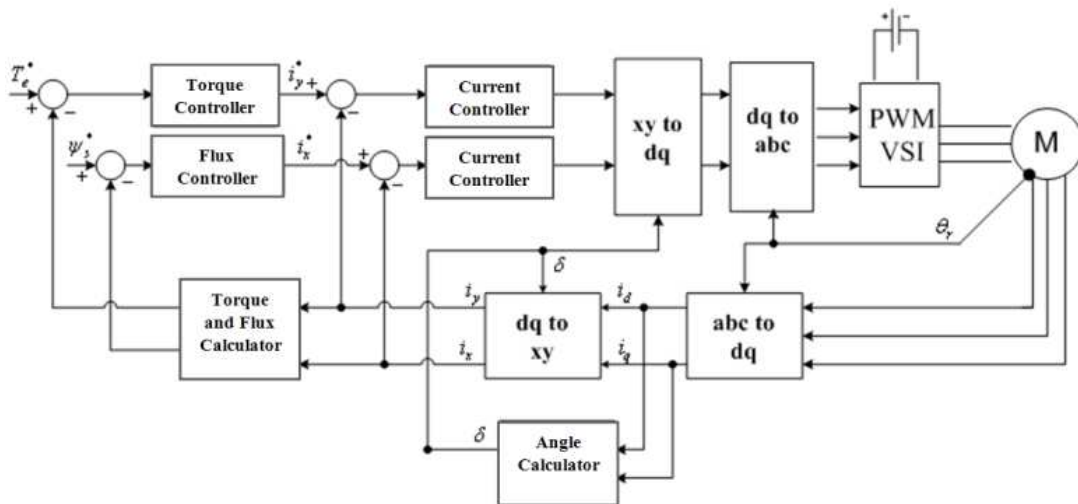 T_e^*
+
−
Torque
Controller
i_y^*
+
−
Current
Controller
xy to
dq
dq to
abc
+ −
PWM
VSI
M
ψ_s^*
+
−
Flux
Controller
i_x^*
+
−
Current
Controller
θ_r
δ
Torque
and Flux
Calculator
i_y
i_x
dq to
xy
i_d
i_q
abc to
dq
δ
Angle
Calculator